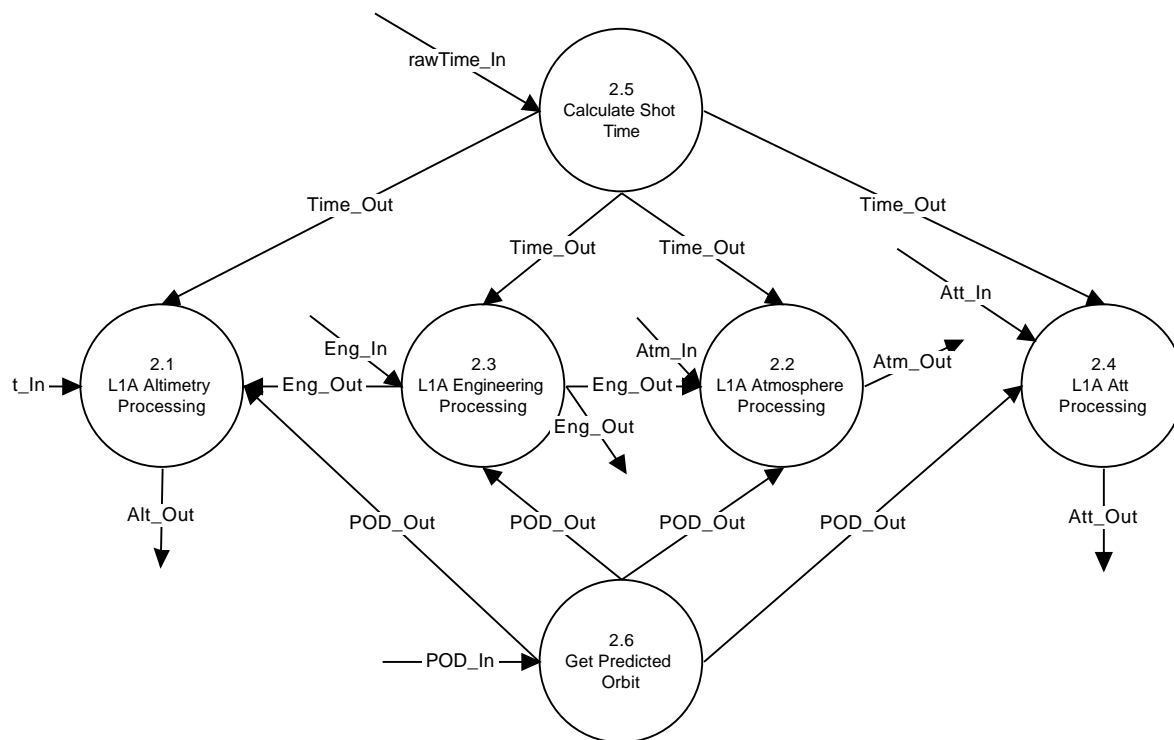 rawTime_In
2.5
Calculate Shot
Time
Time_Out
Time_Out
Time_Out
Time_Out
Att_In
Eng_In
Atm_In
t_In
2.1
L1A Altimetry
Processing
Eng_Out
2.3
L1A Engineering
Processing
Eng_Out
Eng_Out
2.2
L1A Atmosphere
Processing
Atm_Out
2.4
L1A Att
Processing
Alt_Out
POD_Out
POD_Out
POD_Out
POD_Out
Att_Out
POD_In
2.6
Get Predicted
Orbit